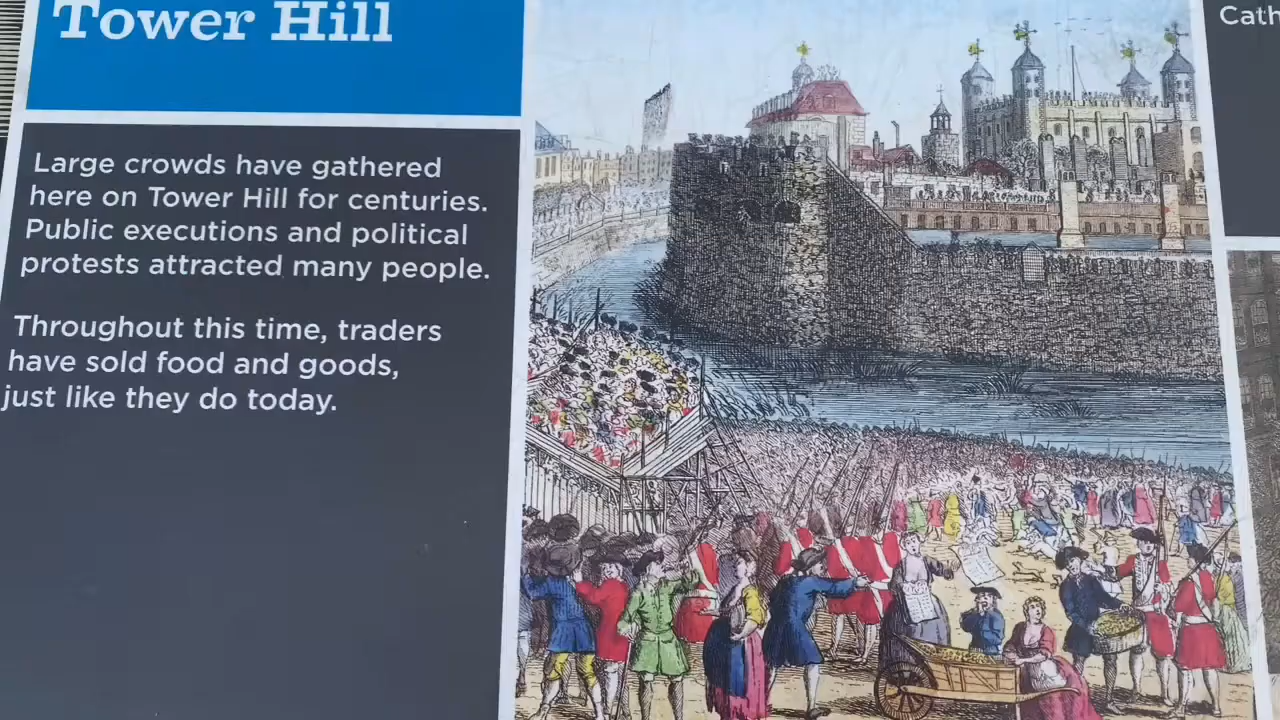 Tower Hill
Large crowds have gathered
here on Tower Hill for centuries.
Public executions and political
protests attracted many people.
Throughout this time, traders
have sold food and goods,
just like they do today.
Cath